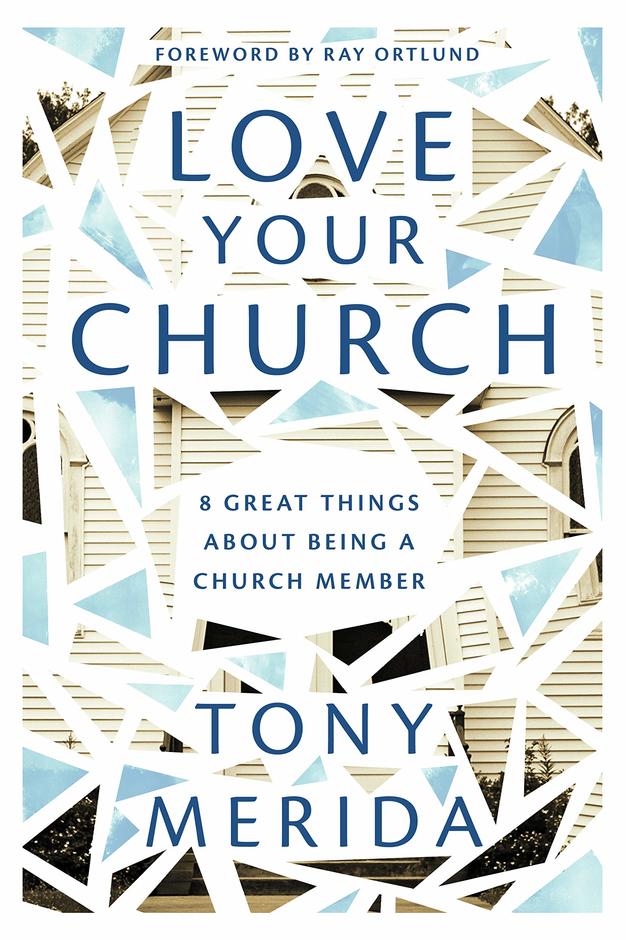 FOREWORD BY RAY ORTLUND
LOVE
YOUR
CHURCH
8 GREAT THINGS
ABOUT BEING A
CHURCH MEMBER
TONY
MERIDA